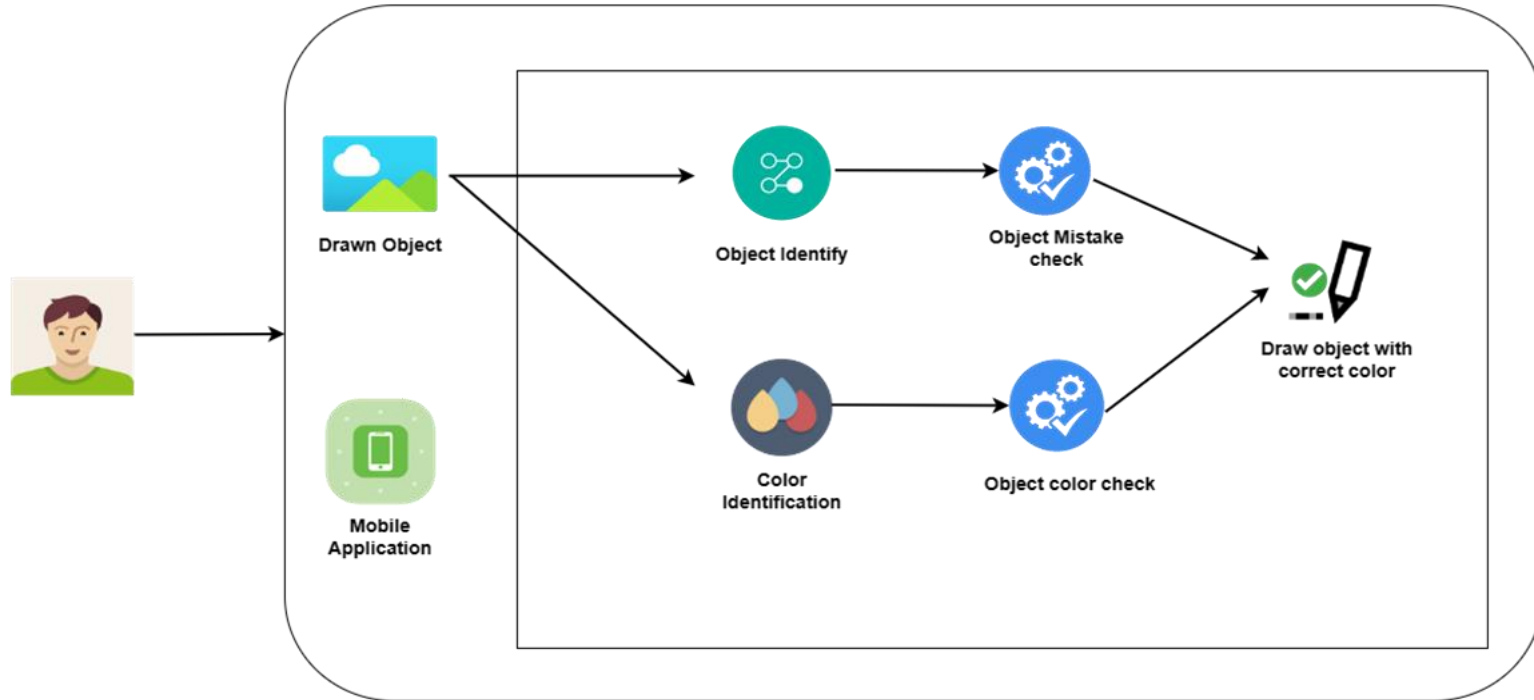 Drawn Object
Object Identify
Object Mistake
check
Draw object with
correct color
Color
Identification
Object color check
Mobile
Application